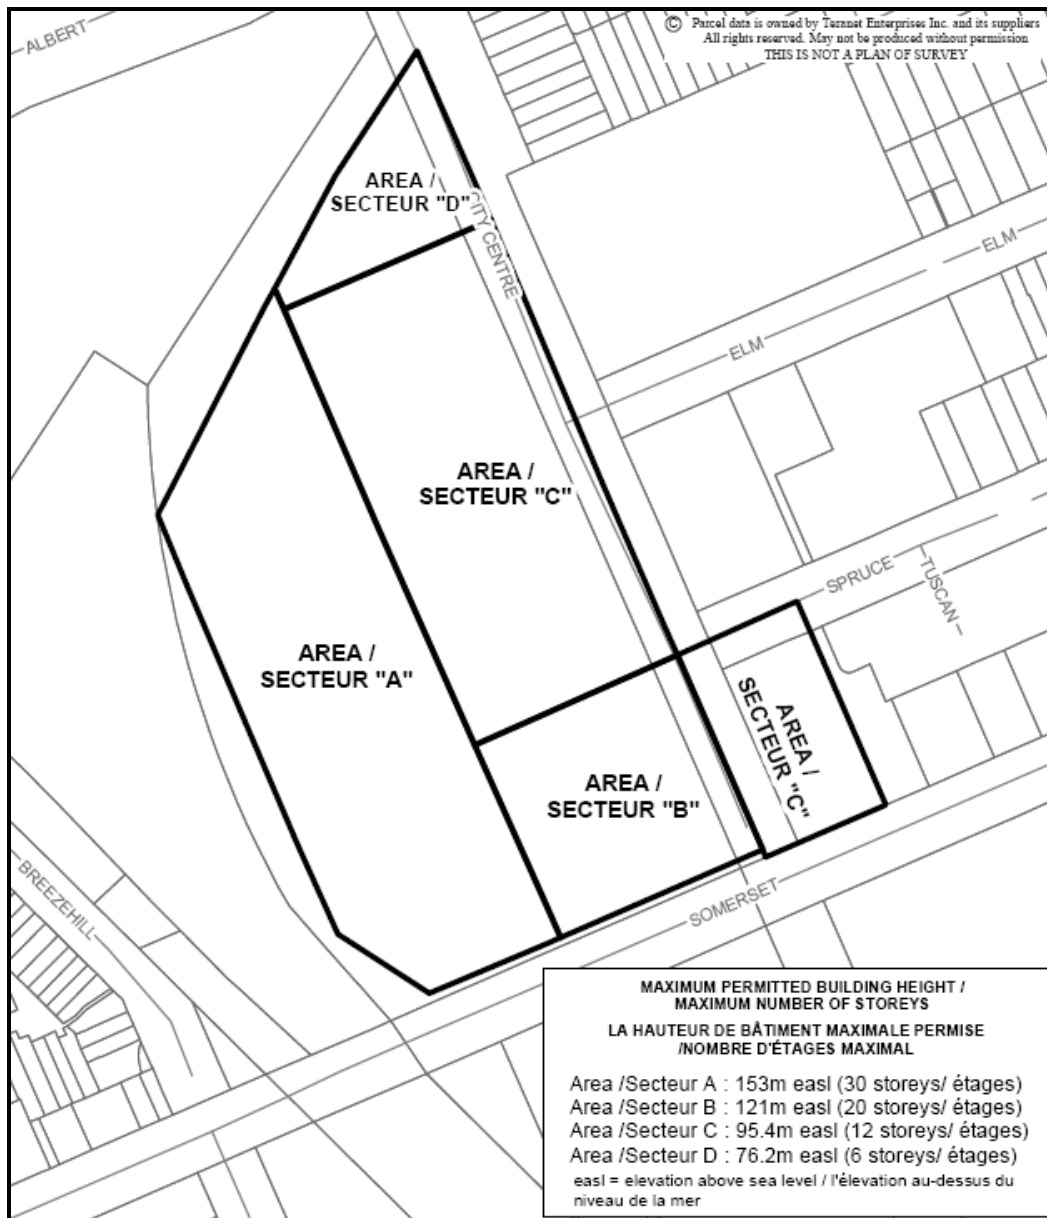 © Parcel data is owned by Teranet Enterprises Inc. and its suppliers
All rights reserved. May not be produced without permission
THIS IS NOT A PLAN OF SURVEY
ALBERT
AREA /
SECTEUR "D"
CITY CENTRE
ELM
ELM
AREA /
SECTEUR "C"
SPRUCE
TUSCAN
AREA /
SECTEUR "A"
AREA /
SECTEUR "C"
AREA /
SECTEUR "B"
BREEZEHILL
SOMERSET
MAXIMUM PERMITTED BUILDING HEIGHT /
MAXIMUM NUMBER OF STOREYS
LA HAUTEUR DE BÂTIMENT MAXIMALE PERMISE
/NOMBRE D'ÉTAGES MAXIMAL
Area /Secteur A : 153m easl (30 storeys/ étages)
Area /Secteur B : 121m easl (20 storeys/ étages)
Area /Secteur C : 95.4m easl (12 storeys/ étages)
Area /Secteur D : 76.2m easl (6 storeys/ étages)
easl = elevation above sea level / l'élevation au-dessus du
niveau de la mer